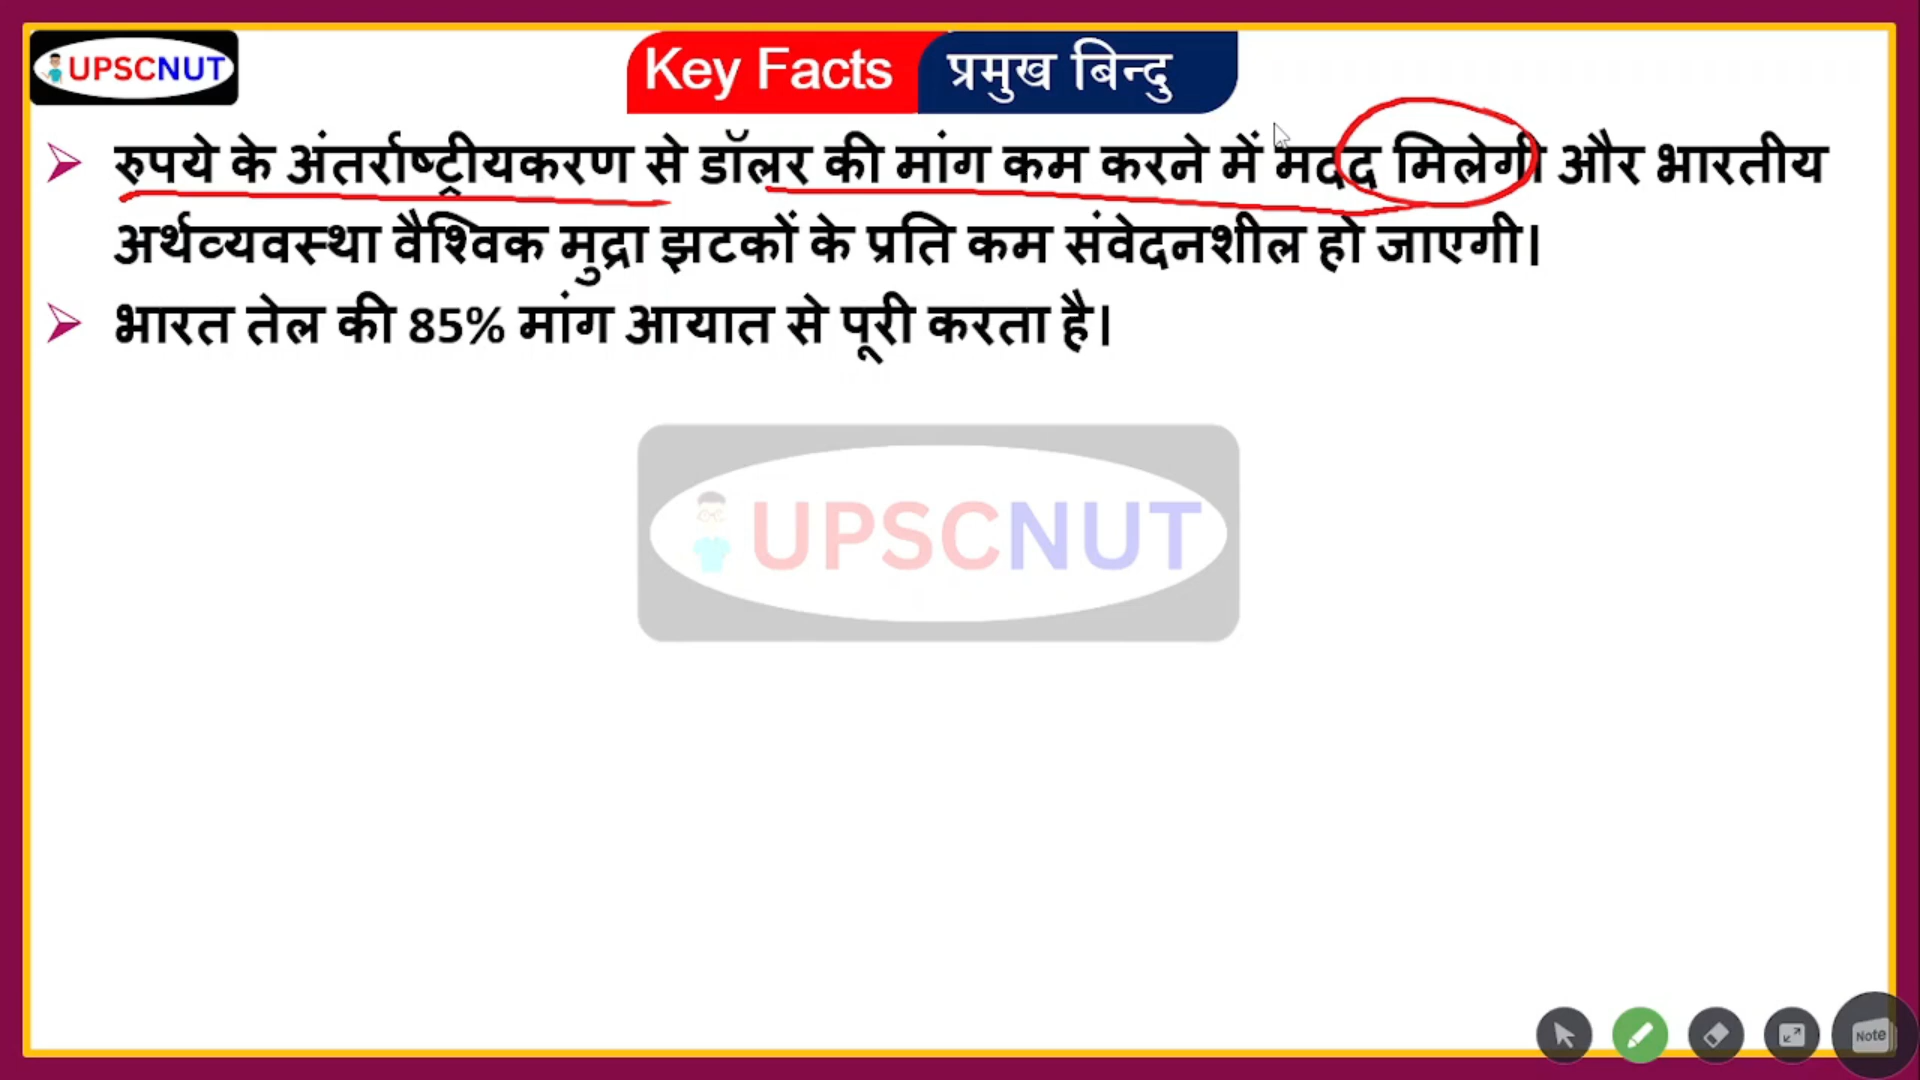 UPSCNUT
Key Facts प्रमुख बिन्दु
रुपये के अंतर्राष्ट्रीयकरण से डॉलर की मांग कम करने में मदद मिलेगी और भारतीय
अर्थव्यवस्था वैश्विक मुद्रा झटकों के प्रति कम संवेदनशील हो जाएगी।
भारत तेल की 85% मांग आयात से पूरी करता है।
UPSCNUT
Note